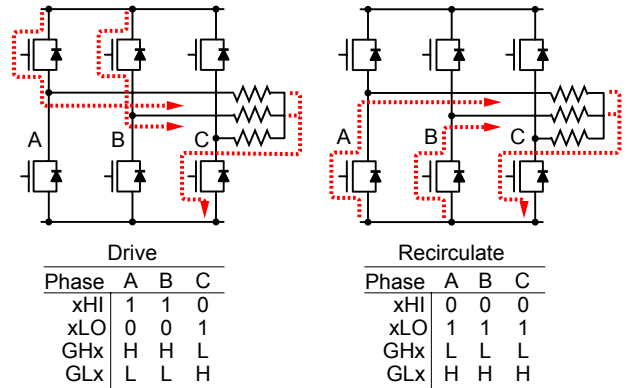 A B C
A B C
Drive
Phase A B C
xHI 1 1 0
xLO 0 0 1
GHx H H L
GLx L L H
Recirculate
Phase A B C
xHI 0 0 0
xLO 1 1 1
GHx L L L
GLx H H H